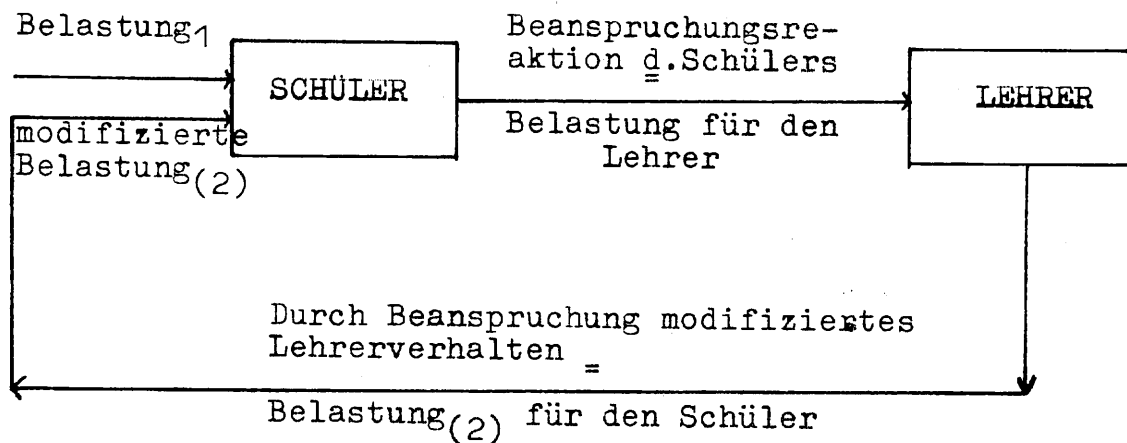 Belastung1
SCHÜLER
Beanspruchungsre-
aktion d.Schülers
=
Belastung für den
Lehrer
LEHRER
modifizierte
Belastung(2)
Durch Beanspruchung modifiziertes
Lehrerverhalten =
Belastung(2) für den Schüler